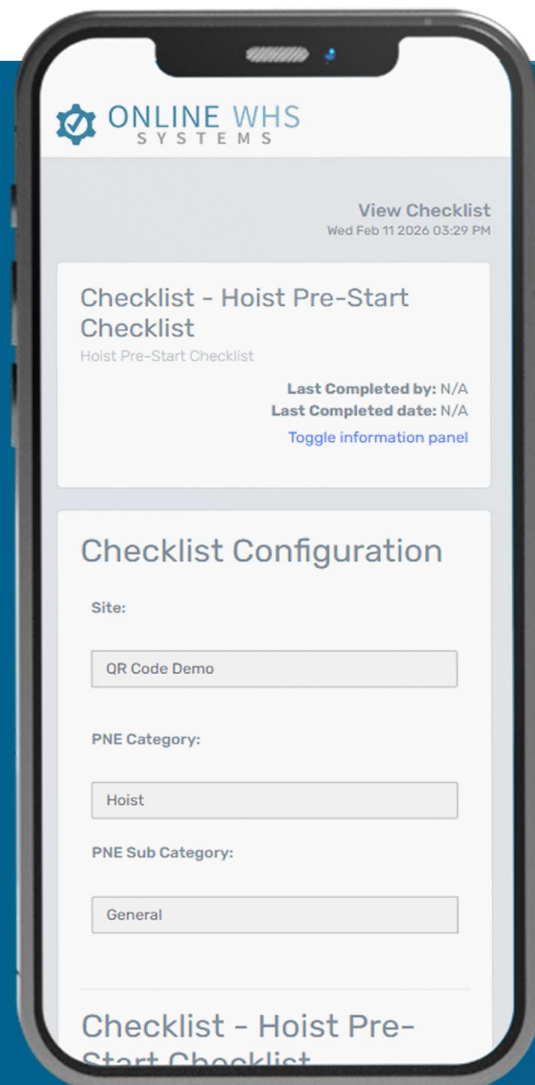 ONLINE WHS
SYSTEMS
View Checklist
Wed Feb 11 2026 03:29 PM
Checklist - Hoist Pre-Start
Checklist
Hoist Pre-Start Checklist
Last Completed by: N/A
Last Completed date: N/A
Toggle information panel
Checklist Configuration
Site:
QR Code Demo
PNE Category:
Hoist
PNE Sub Category:
General
Checklist - Hoist Pre-
Start Checklist